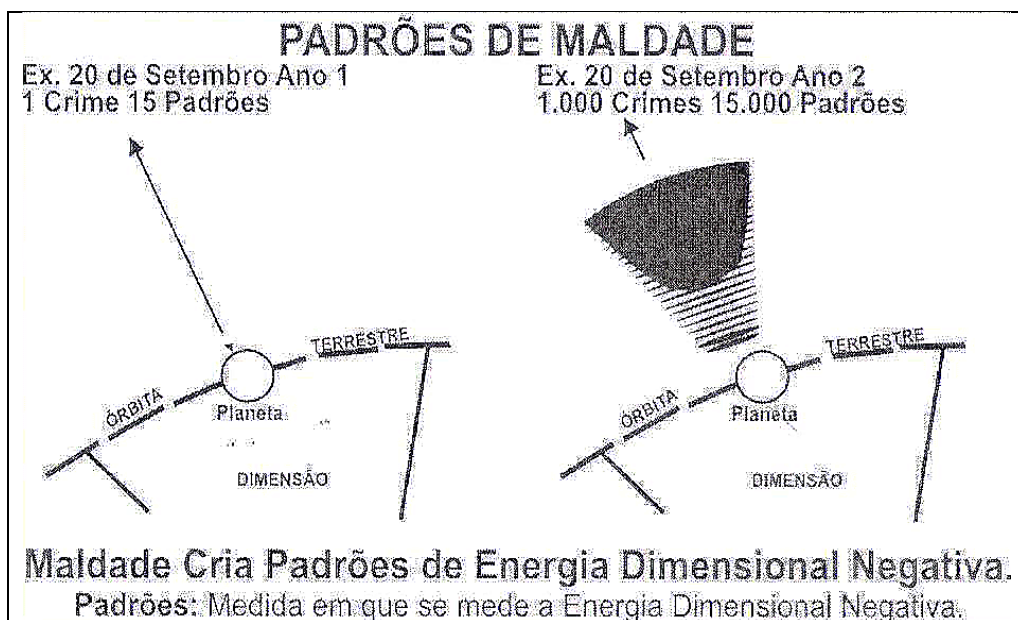 PADRÕES DE MALDADE
Ex. 20 de Setembro Ano 1
1 Crime 15 Padrões
Ex. 20 de Setembro Ano 2
1.000 Crimes 15.000 Padrões
ÓRBITA
TERRESTRE
Planeta
DIMENSÃO
ÓRBITA
TERRESTRE
Planeta
DIMENSÃO
Maldade Cria Padrões de Energia Dimensional Negativa.
Padrões: Medida em que se mede a Energia Dimensional Negativa.